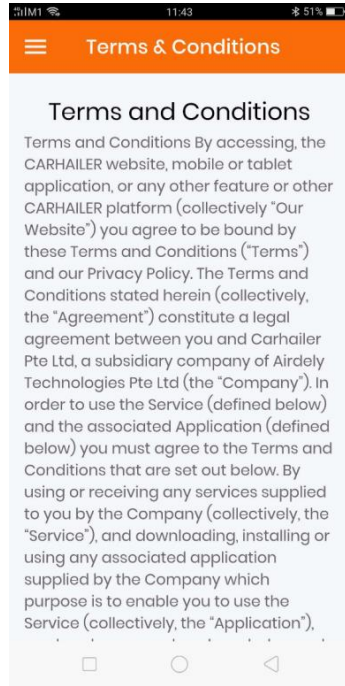 M1 11:43 51%
Terms & Conditions
Terms and Conditions
Terms and Conditions By accessing, the
CARHAILER website, mobile or tablet
application, or any other feature or other
CARHAILER platform (collectively “Our
Website”) you agree to be bound by
these Terms and Conditions (“Terms”)
and our Privacy Policy. The Terms and
Conditions stated herein (collectively,
the “Agreement”) constitute a legal
agreement between you and Carhailer
Pte Ltd, a subsidiary company of Airdely
Technologies Pte Ltd (the “Company”). In
order to use the Service (defined below)
and the associated Application (defined
below) you must agree to the Terms and
Conditions that are set out below. By
using or receiving any services supplied
to you by the Company (collectively, the
“Service”), and downloading, installing or
using any associated application
supplied by the Company which
purpose is to enable you to use the
Service (collectively, the “Application”),